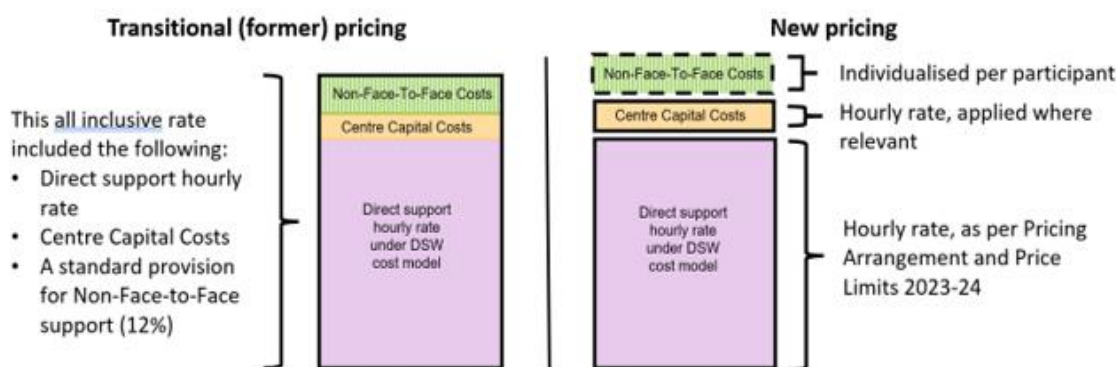 Transitional (former) pricing
This all inclusive rate
included the following:
• Direct support hourly
rate
• Centre Capital Costs
• A standard provision
for Non-Face-to-Face
support (12%)
Non-Face-To-Face Costs
Centre Capital Costs
Direct support
hourly rate
under DSW
cost model
New pricing
Non-Face-To-Face Costs
Centre Capital Costs
Direct support
hourly rate
under DSW
cost model
Individualised per participant
Hourly rate, applied where
relevant
Hourly rate, as per Pricing
Arrangement and Price
Limits 2023-24